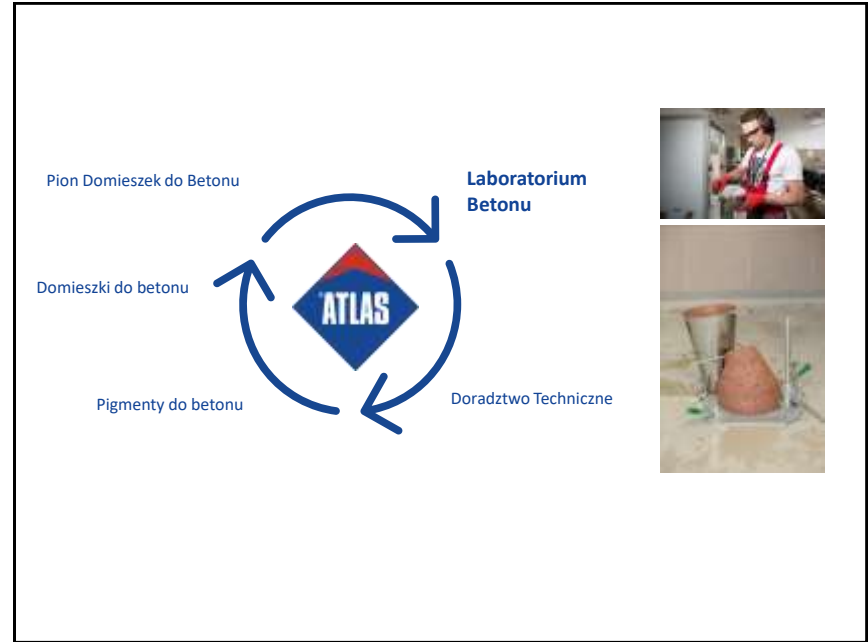 Pion Domieszek do Betonu
Laboratorium
Betonu
Domieszki do betonu
ATLAS
Pigmenty do betonu
Doradztwo Techniczne